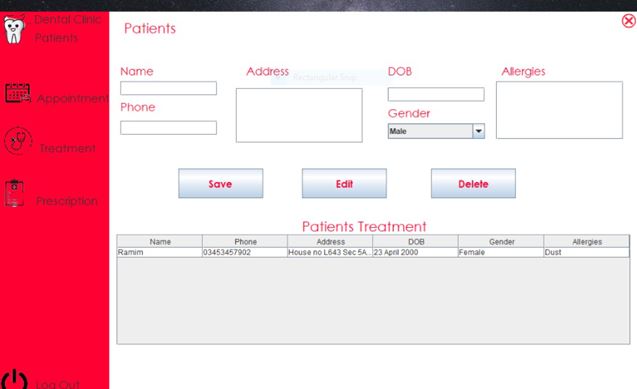 Dental Clinic
Patients
Appointment
Treatment
Prescription
Log Out
Patients
Name
Address
DOB
Allergies
Rectangular Snip
Phone
Gender
Male
Save
Edit
Delete
Patients Treatment
Name Phone Address DOB Gender Allergies
Ramim 03453457902 House no L643 Sec 5A... 23 April 2000 Female Dust